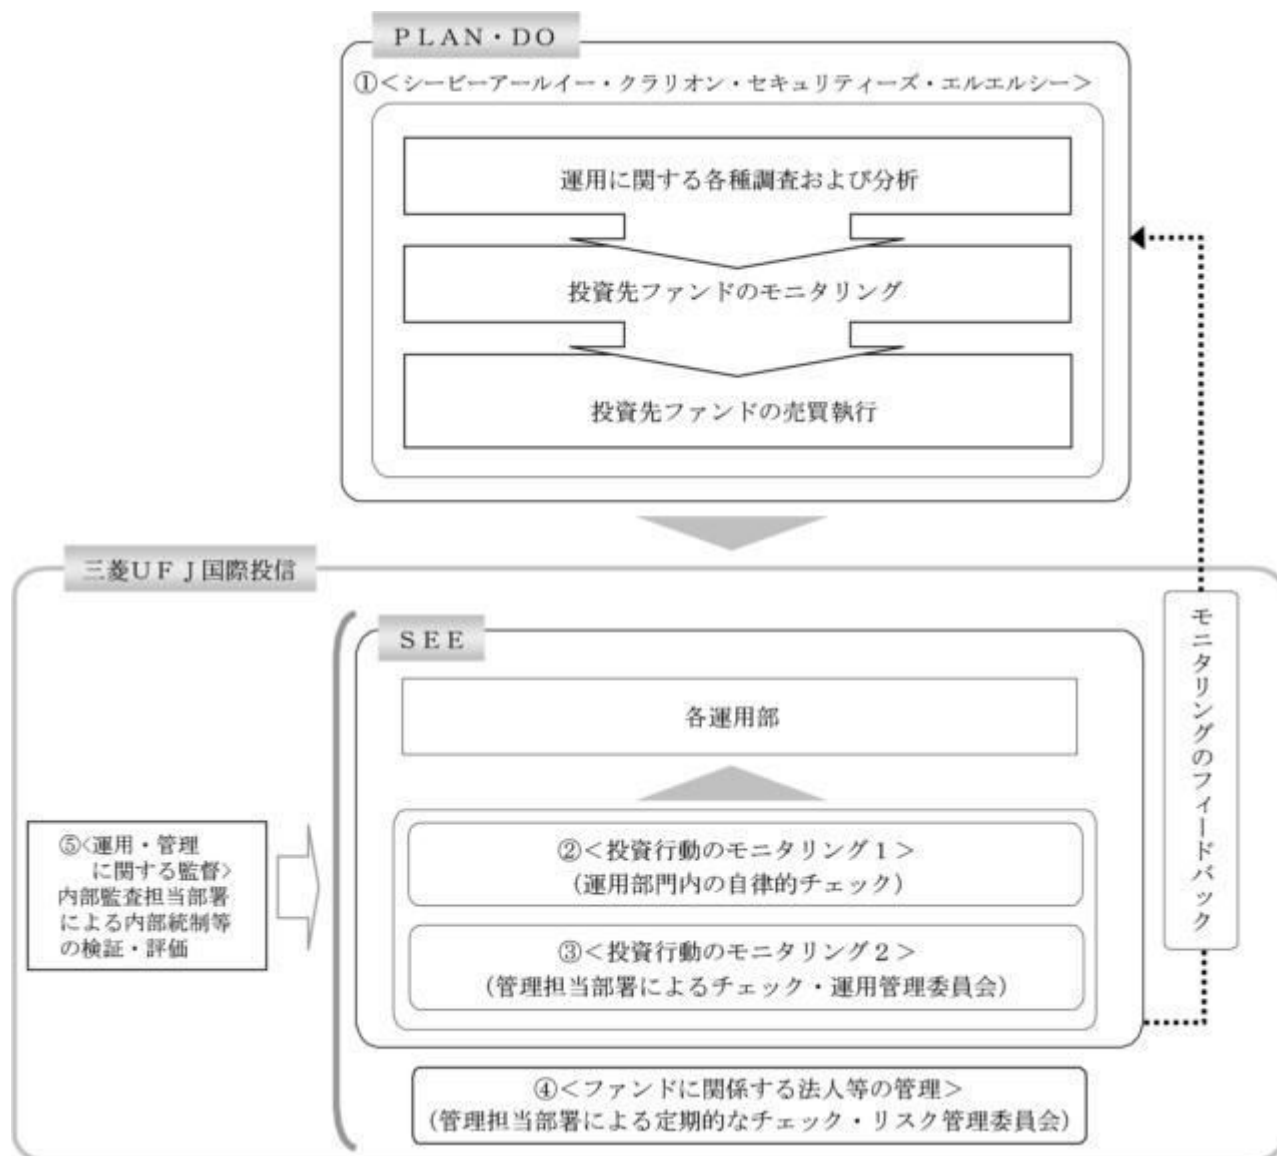 ＰＬＡＮ・ＤＯ
①＜シービーアールイー・クラリオン・セキュリティーズ・エルエルシー＞
運用に関する各種調査および分析
投資先ファンドのモニタリング
投資先ファンドの売買執行
三菱ＵＦＪ国際投信
ＳＥＥ
各運用部
②＜投資行動のモニタリング１＞
（運用部門内の自律的チェック）
③＜投資行動のモニタリング２＞
（管理担当部署によるチェック・運用管理委員会）
④＜ファンドに関係する法人等の管理＞
（管理担当部署による定期的なチェック・リスク管理委員会）
⑤＜運用・管理
に関する監督＞
内部監査担当部署
による内部統制等
の検証・評価
モニタリングのフィードバック